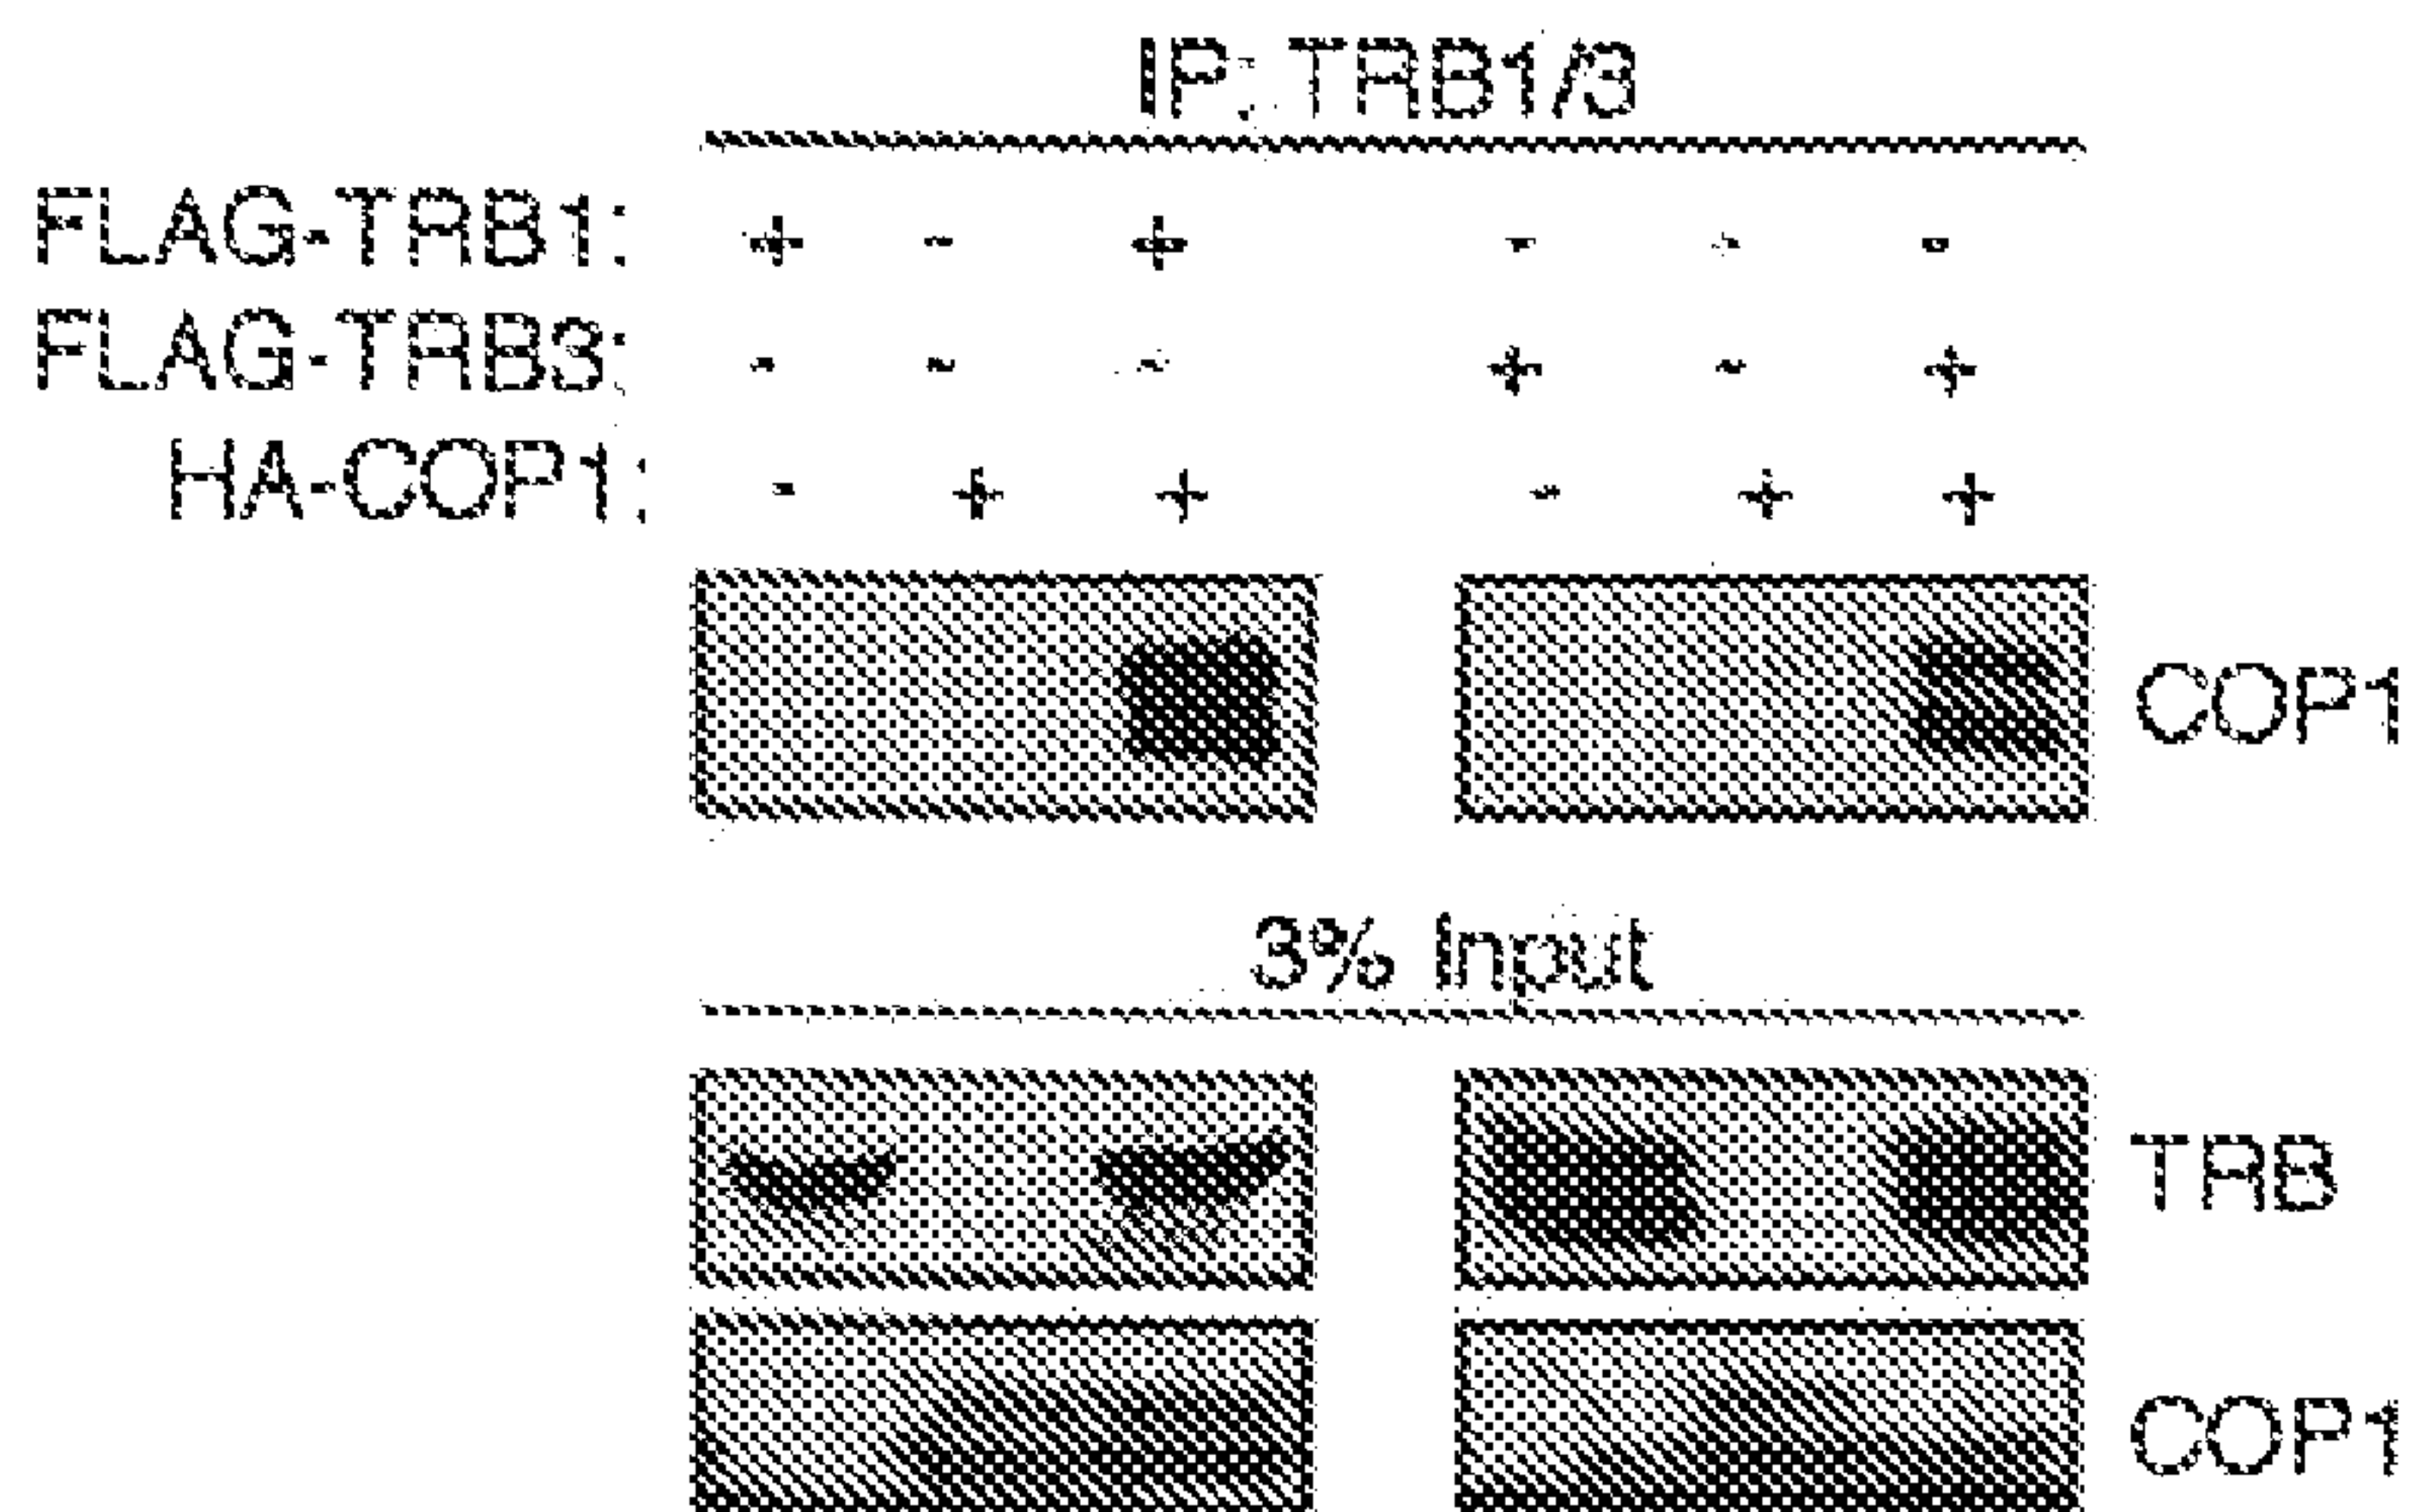 IP: TRB1/3
FLAG-TRB1: + - + - - -
FLAG-TRB3: - - - + - +
HA-COP1: - + + - + +
COP1
3% Input
TRB
COP1